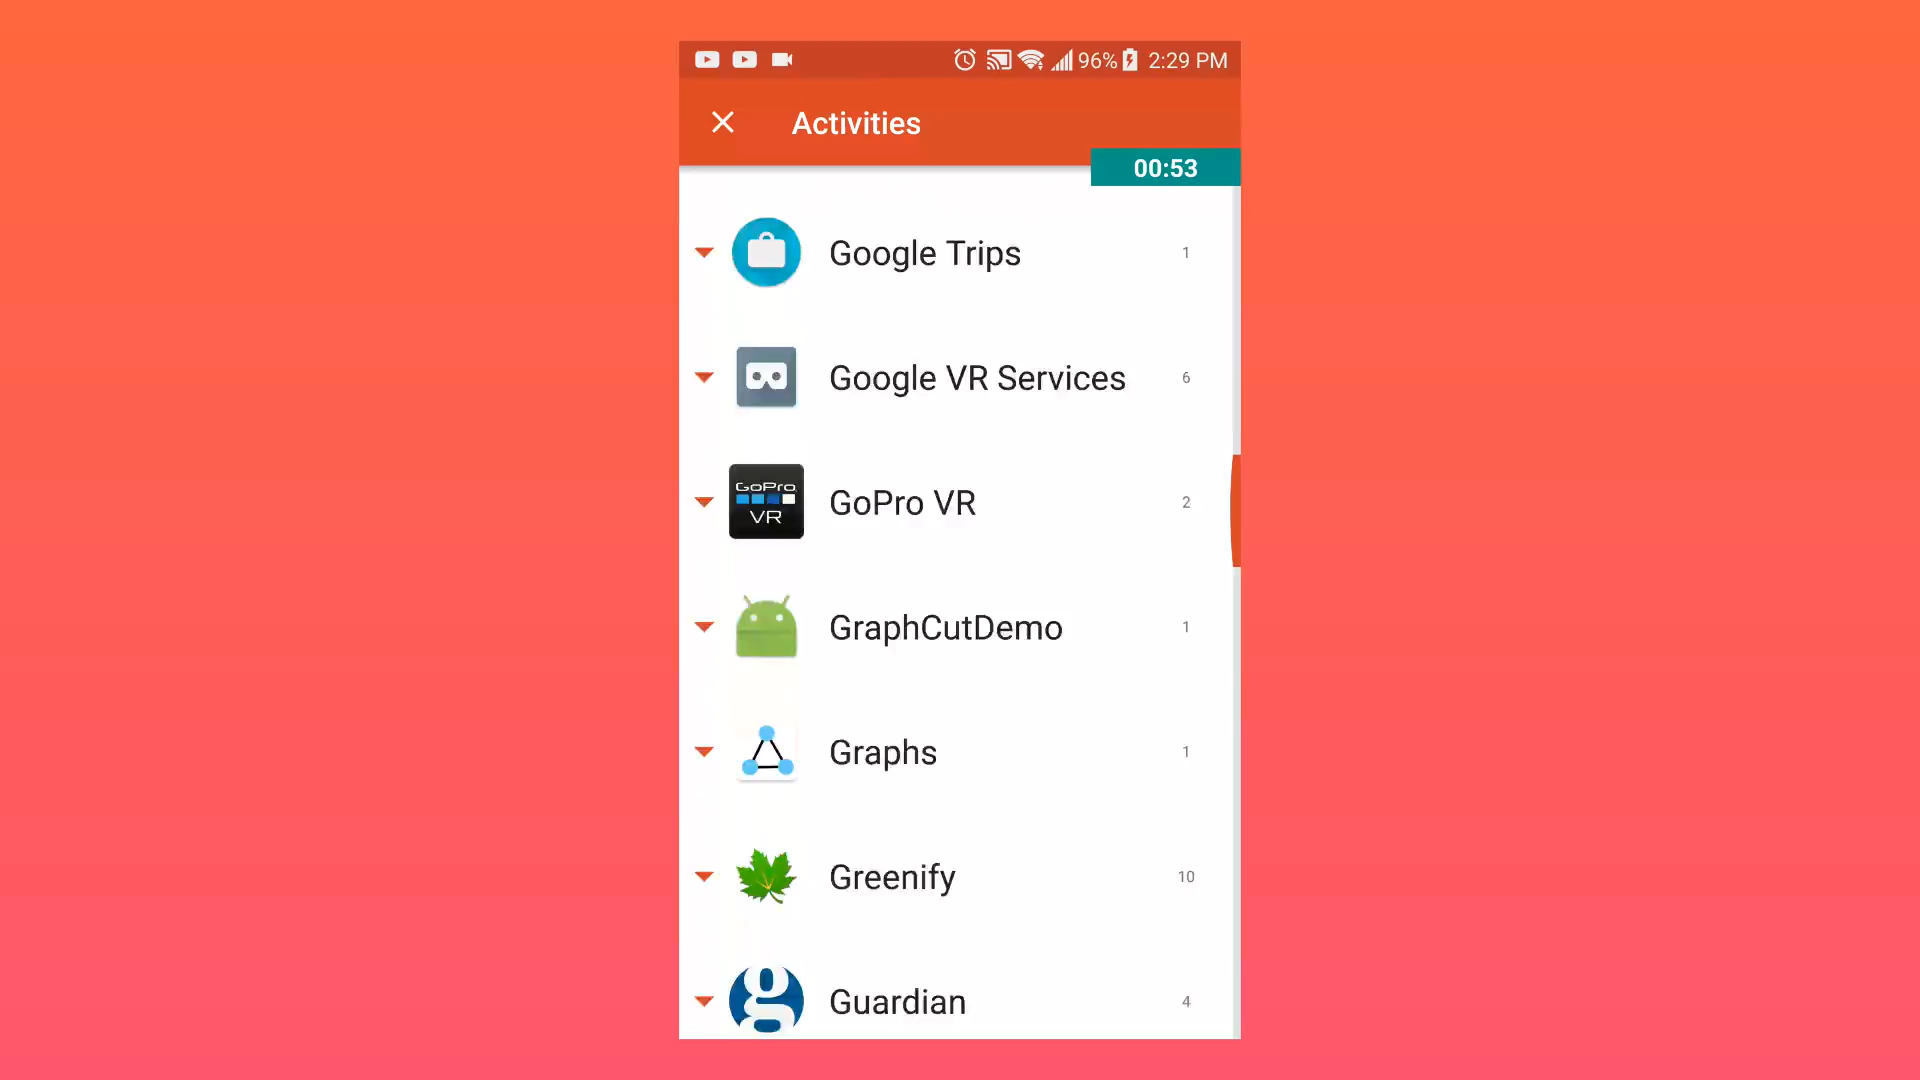 96% 2:29 PM
Activities
00:53
Google Trips 1
Google VR Services 6
GoPro
VR
GoPro VR 2
GraphCutDemo 1
Graphs 1
Greenify 10
g
Guardian 4